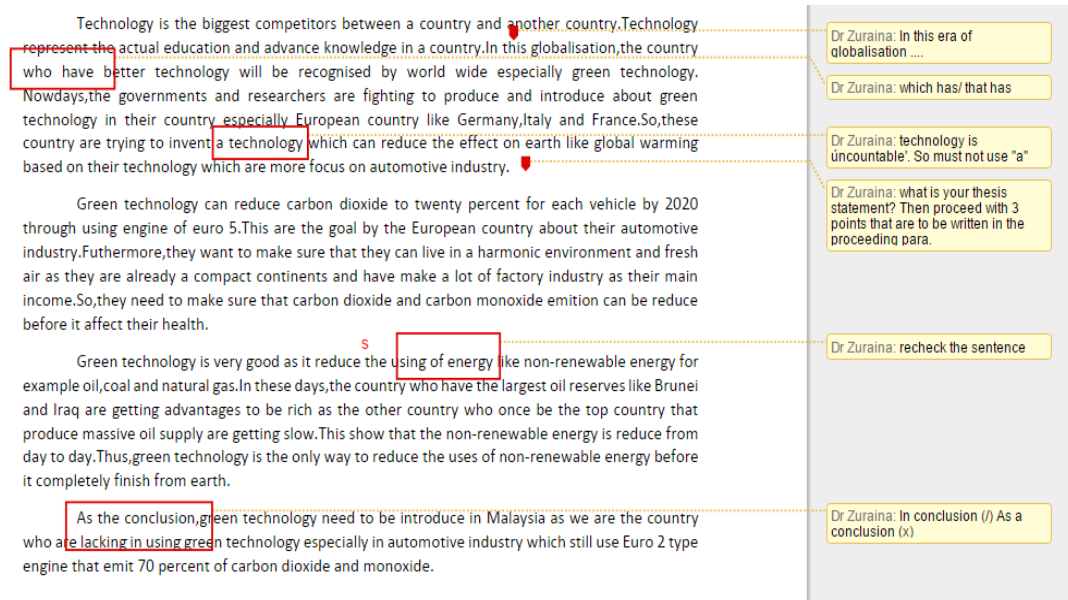 Technology is the biggest competitors between a country and another country.Technology
represent the actual education and advance knowledge in a country.In this globalisation,the country
who have better technology will be recognised by world wide especially green technology.
Nowdays,the governments and researchers are fighting to produce and introduce about green
technology in their country especially European country like Germany,Italy and France.So,these
country are trying to invent a technology which can reduce the effect on earth like global warming
based on their technology which are more focus on automotive industry.
Green technology can reduce carbon dioxide to twenty percent for each vehicle by 2020
through using engine of euro 5.This are the goal by the European country about their automotive
industry.Futhermore,they want to make sure that they can live in a harmonic environment and fresh
air as they are already a compact continents and have make a lot of factory industry as their main
income.So,they need to make sure that carbon dioxide and carbon monoxide emition can be reduce
before it affect their health.
S
Green technology is very good as it reduce the using of energy like non-renewable energy for
example oil,coal and natural gas.In these days,the country who have the largest oil reserves like Brunei
and Iraq are getting advantages to be rich as the other country who once be the top country that
produce massive oil supply are getting slow.This show that the non-renewable energy is reduce from
day to day.Thus,green technology is the only way to reduce the uses of non-renewable energy before
it completely finish from earth.
As the conclusion,green technology need to be introduce in Malaysia as we are the country
who are lacking in using green technology especially in automotive industry which still use Euro 2 type
engine that emit 70 percent of carbon dioxide and monoxide.
Dr Zuraina: In this era of
globalisation ....
Dr Zuraina: which has/ that has
Dr Zuraina: technology is
úncountable'. So must not use "a"
Dr Zuraina: what is your thesis
statement? Then proceed with 3
points that are to be written in the
proceeding para.
Dr Zuraina: recheck the sentence
Dr Zuraina: In conclusion (/) As a
conclusion (x)